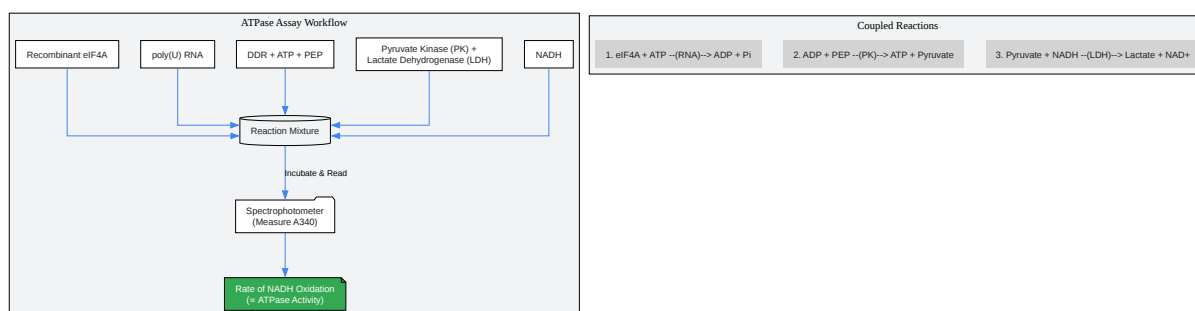 ATPase Assay Workflow
Recombinant eIF4A
poly(U) RNA
DDR + ATP + PEP
Pyruvate Kinase (PK) +
Lactate Dehydrogenase (LDH)
NADH
Reaction Mixture
Incubate & Read
Spectrophotometer
(Measure A340)
Rate of NADH Oxidation
(∝ ATPase Activity)
Coupled Reactions
1. eIF4A + ATP --(RNA)--> ADP + Pi
2. ADP + PEP --(PK)--> ATP + Pyruvate
3. Pyruvate + NADH --(LDH)--> Lactate + NAD+